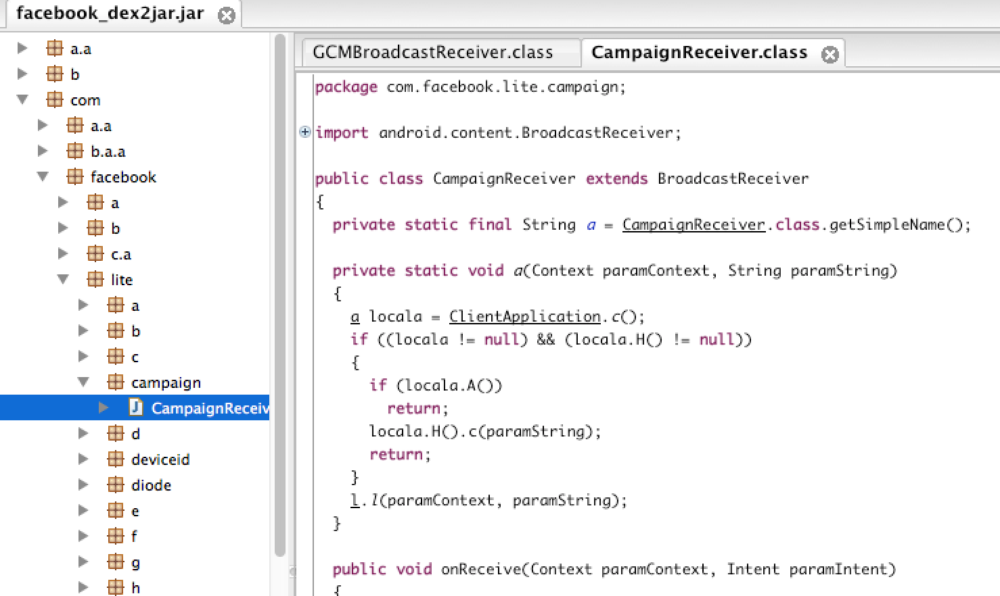 facebook_dex2jar.jar
a.a
b
com
a.a
b.a.a
facebook
a
b
c.a
lite
a
b
c
campaign
CampaignReceiv
d
deviceid
diode
e
f
g
h
GCMBroadcastReceiver.class
CampaignReceiver.class
package com.facebook.lite.campaign;
import android.content.BroadcastReceiver;
public class CampaignReceiver extends BroadcastReceiver
{
private static final String a = CampaignReceiver.class.getSimpleName();
private static void a(Context paramContext, String paramString)
{
a locala = ClientApplication.c();
if ((locala != null) && (locala.H() != null))
{
if (locala.A())
return;
locala.H().c(paramString);
return;
}
l.l(paramContext, paramString);
}
public void onReceive(Context paramContext, Intent paramIntent)
{